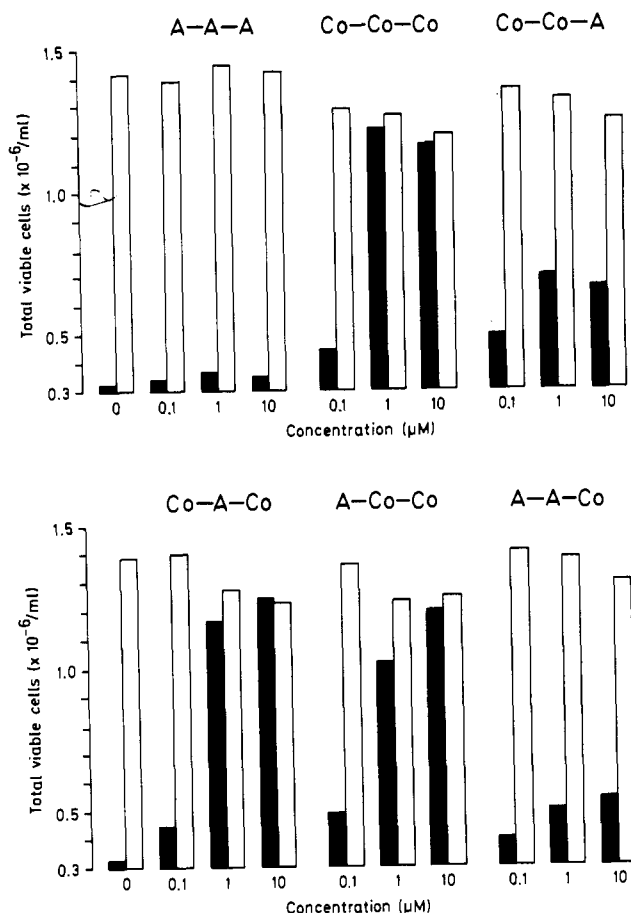 A—A—A Co—Co—Co Co—Co—A
Total viable cells (x 10⁻⁶/ml)
1.5
1.0
0.5
0.3
0 0.1 1 10 0.1 1 10 0.1 1 10
Concentration (µM)
Co—A—Co A—Co—Co A—A—Co
Total viable cells (x 10⁻⁶/ml)
1.5
1.0
0.5
0.3
0 0.1 1 10 0.1 1 10 0.1 1 10
Concentration (µM)